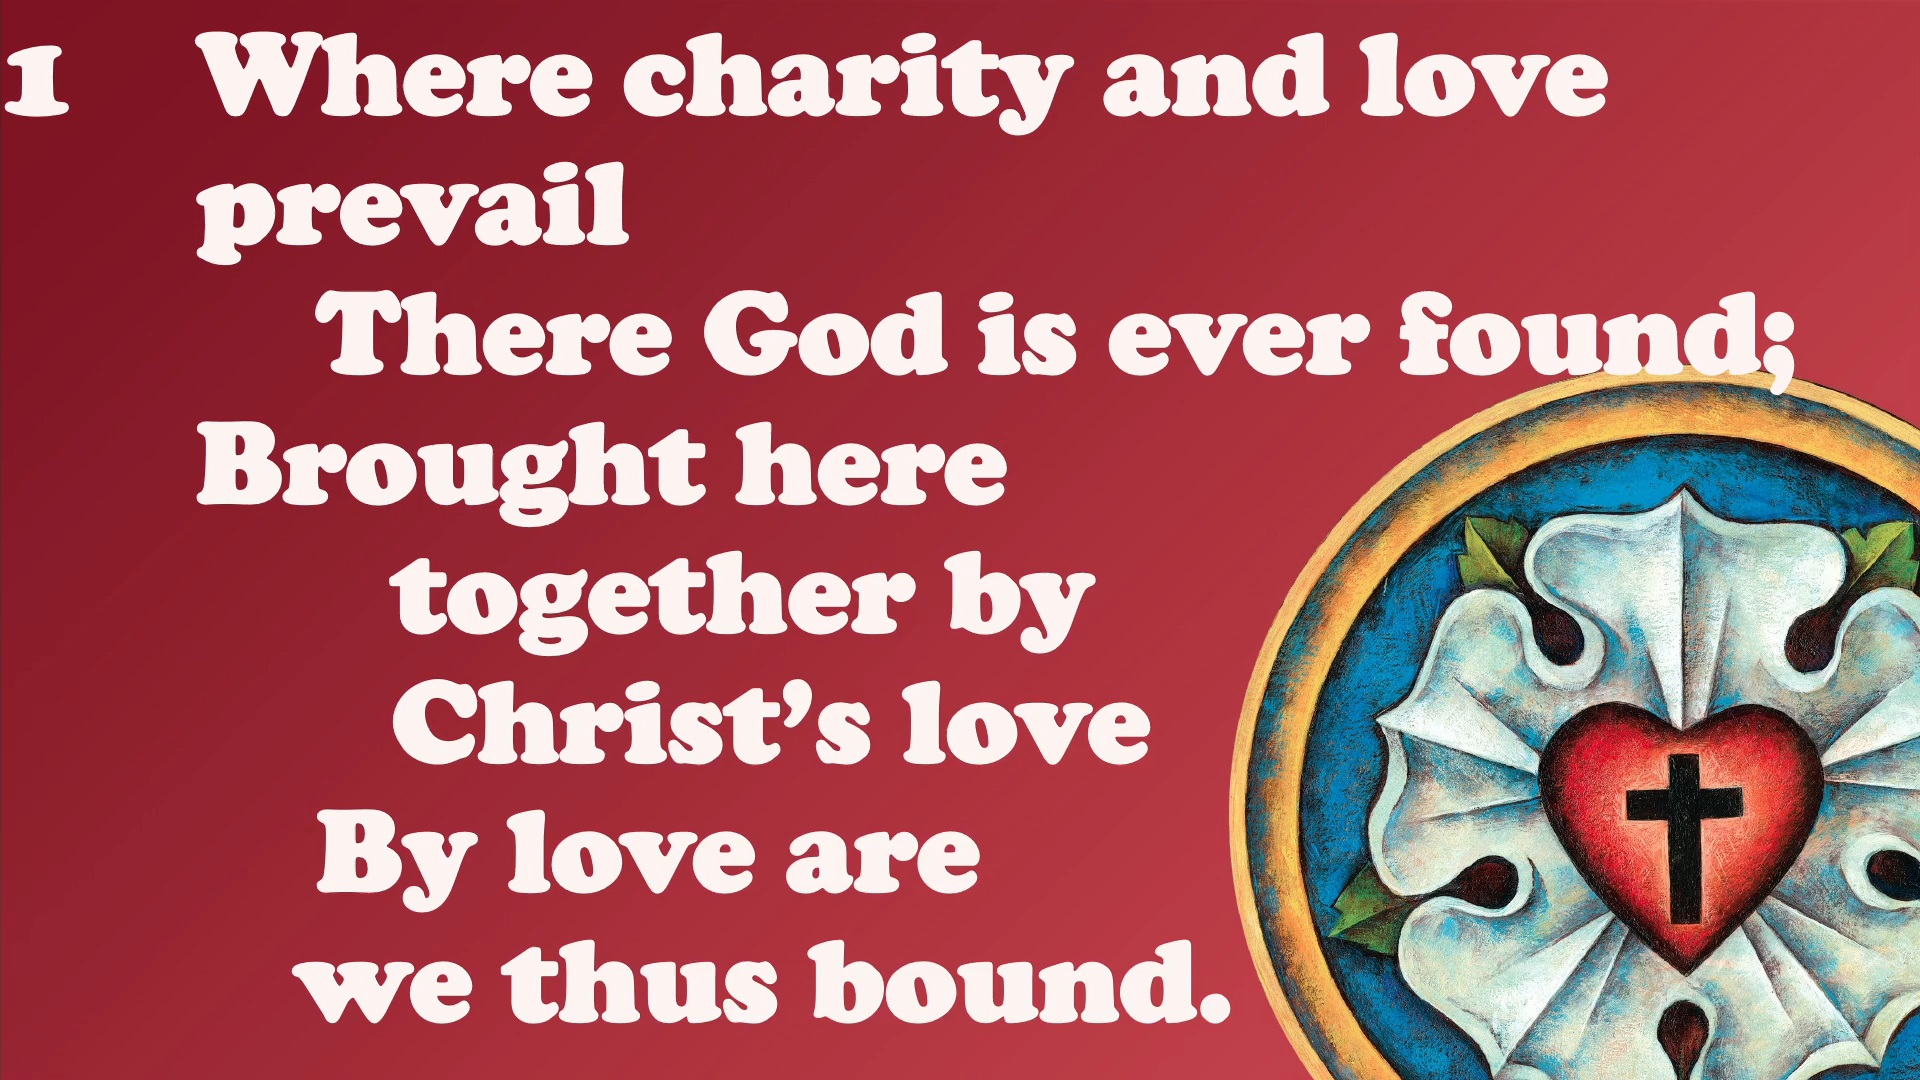 1 Where charity and love
prevail
There God is ever found;
Brought here
together by
Christ’s love
By love are
we thus bound.